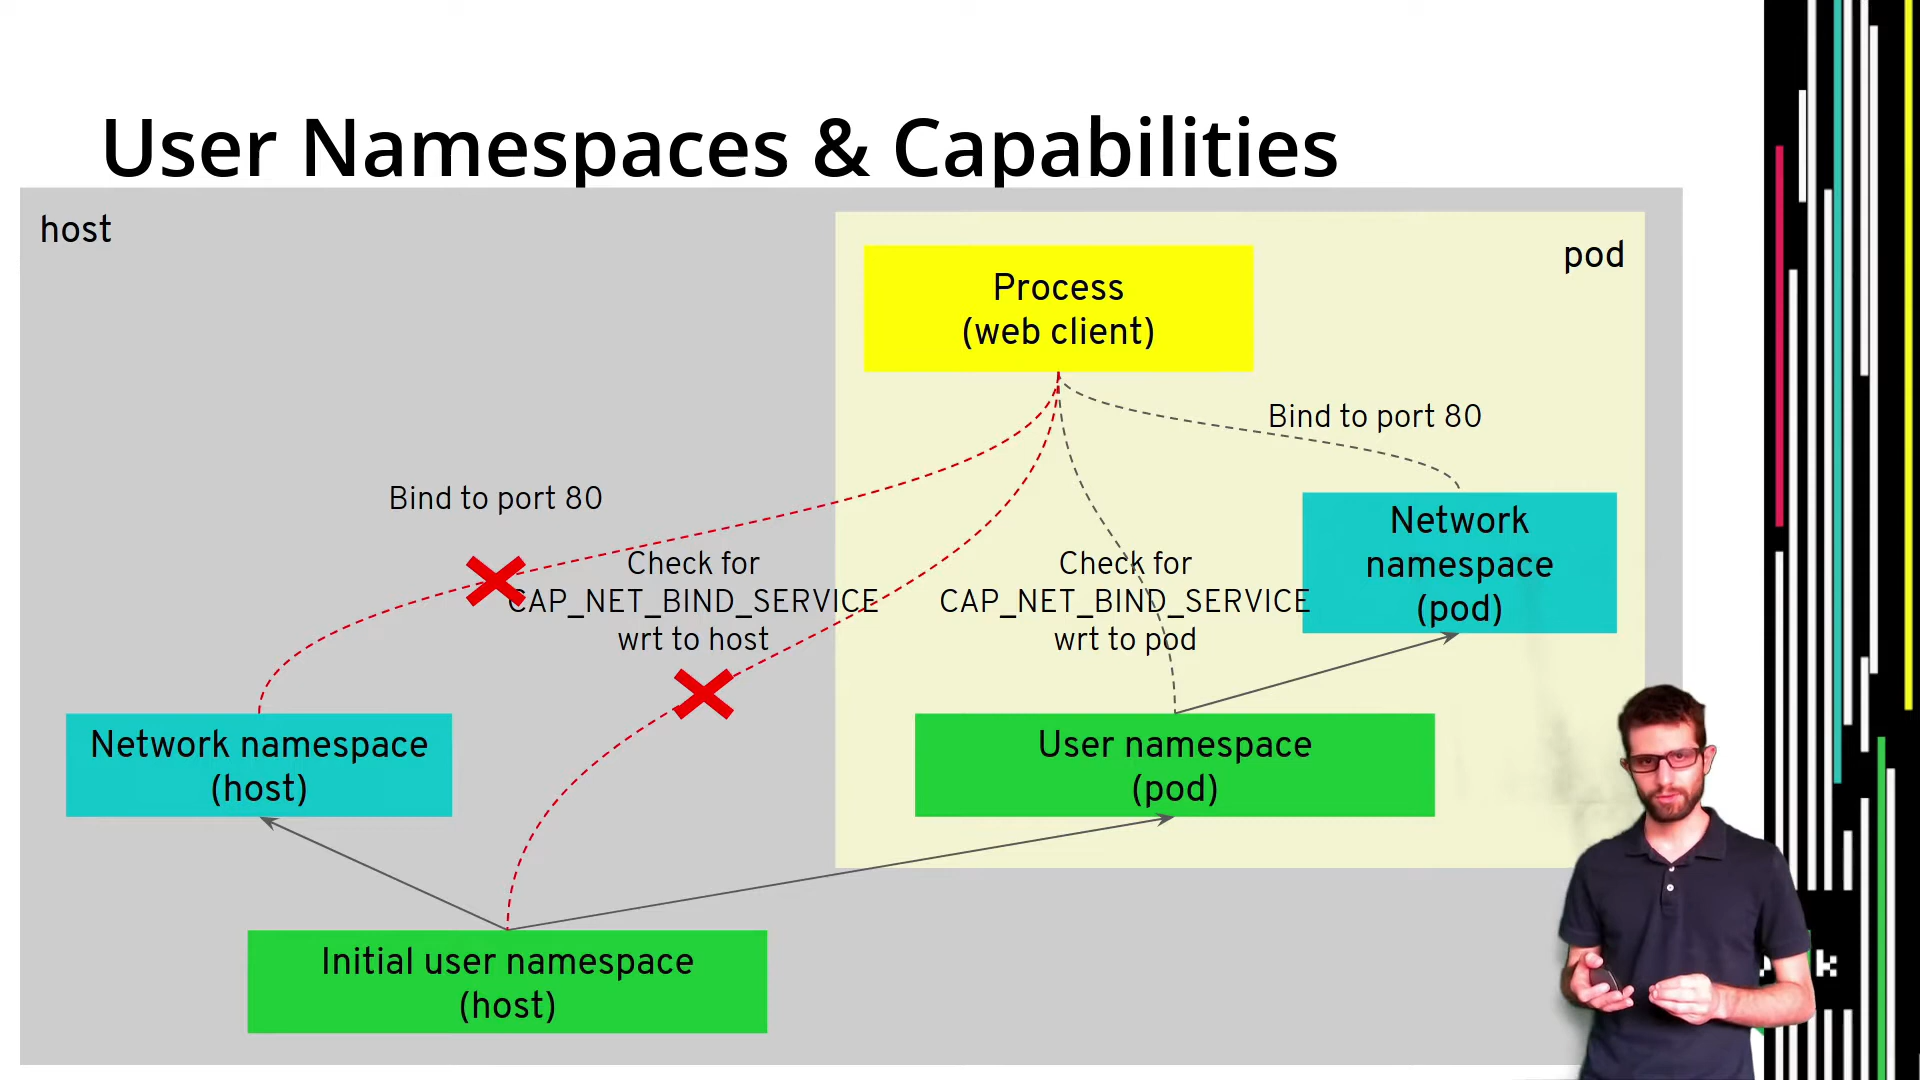 User Namespaces & Capabilities
host
pod
Process
(web client)
Bind to port 80
Bind to port 80
Check for
CAP_NET_BIND_SERVICE
wrt to host
Check for
CAP_NET_BIND_SERVICE
wrt to pod
Network
namespace
(pod)
Network namespace
(host)
User namespace
(pod)
Initial user namespace
(host)
k